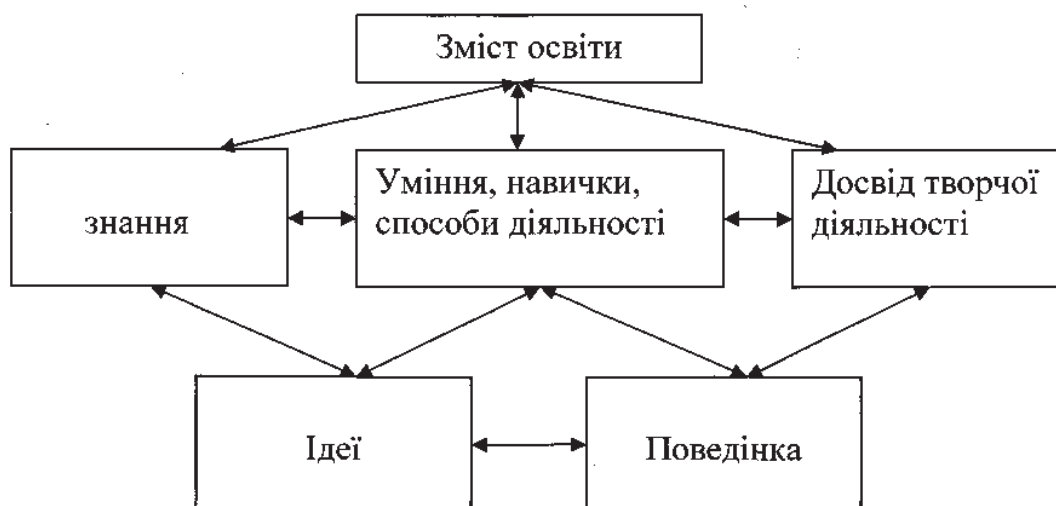 Зміст освіти
знання
Уміння, навички,
способи діяльності
Досвід творчої
діяльності
Ідеї
Поведінка